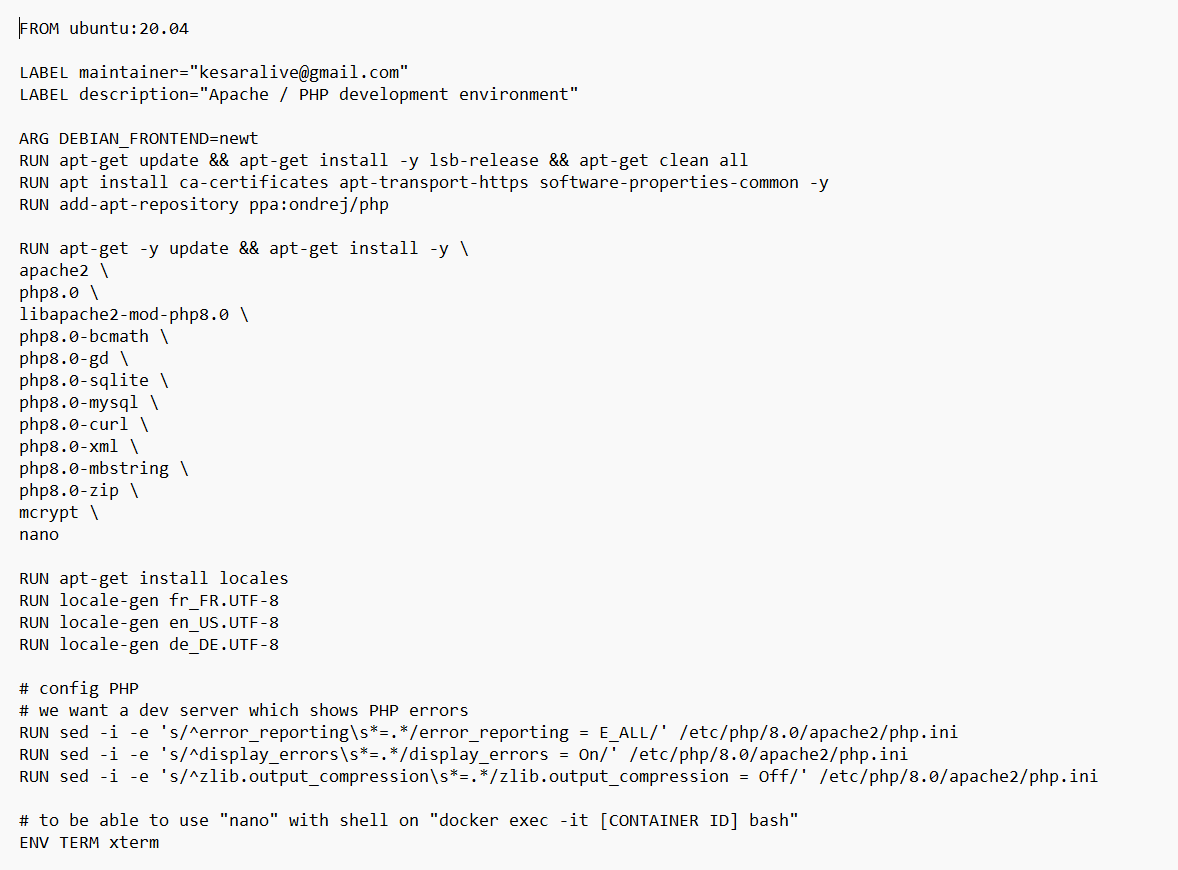 FROM ubuntu:20.04
LABEL maintainer="kesaralive@gmail.com"
LABEL description="Apache / PHP development environment"
ARG DEBIAN_FRONTEND=newt
RUN apt-get update && apt-get install -y lsb-release && apt-get clean all
RUN apt install ca-certificates apt-transport-https software-properties-common -y
RUN add-apt-repository ppa:ondrej/php
RUN apt-get -y update && apt-get install -y \
apache2 \
php8.0 \
libapache2-mod-php8.0 \
php8.0-bcmath \
php8.0-gd \
php8.0-sqlite \
php8.0-mysql \
php8.0-curl \
php8.0-xml \
php8.0-mbstring \
php8.0-zip \
mcrypt \
nano
RUN apt-get install locales
RUN locale-gen fr_FR.UTF-8
RUN locale-gen en_US.UTF-8
RUN locale-gen de_DE.UTF-8
# config PHP
# we want a dev server which shows PHP errors
RUN sed -i -e 's/^error_reporting\s*=.*/error_reporting = E_ALL/' /etc/php/8.0/apache2/php.ini
RUN sed -i -e 's/^display_errors\s*=.*/display_errors = On/' /etc/php/8.0/apache2/php.ini
RUN sed -i -e 's/^zlib.output_compression\s*=.*/zlib.output_compression = Off/' /etc/php/8.0/apache2/php.ini
# to be able to use "nano" with shell on "docker exec -it [CONTAINER ID] bash"
ENV TERM xterm